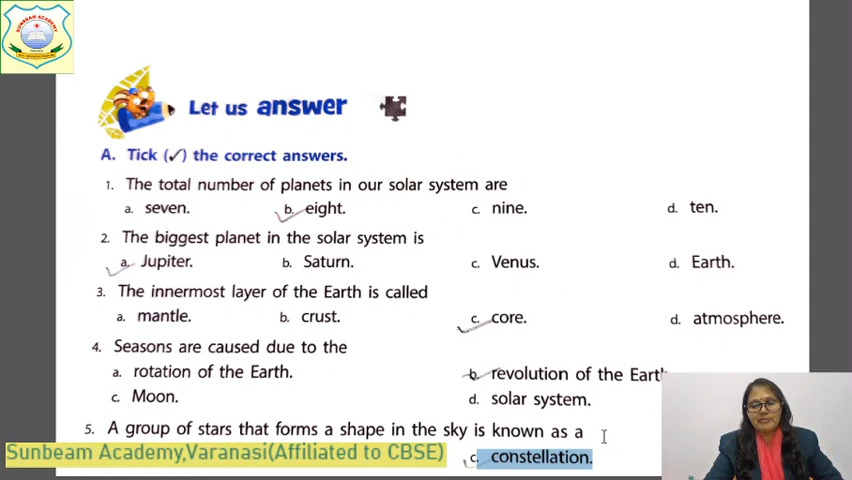 SUNBEAM ACADEMY
Let us answer
A. Tick (✓) the correct answers.
1. The total number of planets in our solar system are
a. seven. b. eight. c. nine. d. ten.
2. The biggest planet in the solar system is
a. Jupiter. b. Saturn. c. Venus. d. Earth.
3. The innermost layer of the Earth is called
a. mantle. b. crust. c. core. d. atmosphere.
4. Seasons are caused due to the
a. rotation of the Earth. b. revolution of the Earth
c. Moon. d. solar system.
5. A group of stars that forms a shape in the sky is known as a
Sunbeam Academy,Varanasi(Affiliated to CBSE) c. constellation.